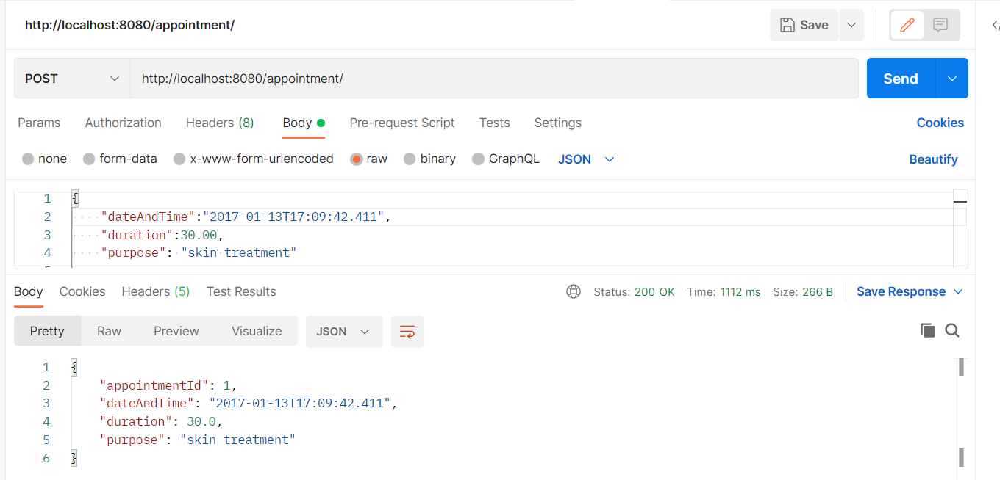 http://localhost:8080/appointment/ Save
POST http://localhost:8080/appointment/ Send
Params Authorization Headers (8) Body Pre-request Script Tests Settings Cookies
none form-data x-www-form-urlencoded raw binary GraphQL JSON Beautify
1 {
2 "dateAndTime":"2017-01-13T17:09:42.411",
3 "duration":30.00,
4 "purpose": "skin treatment"
Body Cookies Headers (5) Test Results Status: 200 OK Time: 1112 ms Size: 266 B Save Response
Pretty Raw Preview Visualize JSON
1 {
2 "appointmentId": 1,
3 "dateAndTime": "2017-01-13T17:09:42.411",
4 "duration": 30.0,
5 "purpose": "skin treatment"
6 }